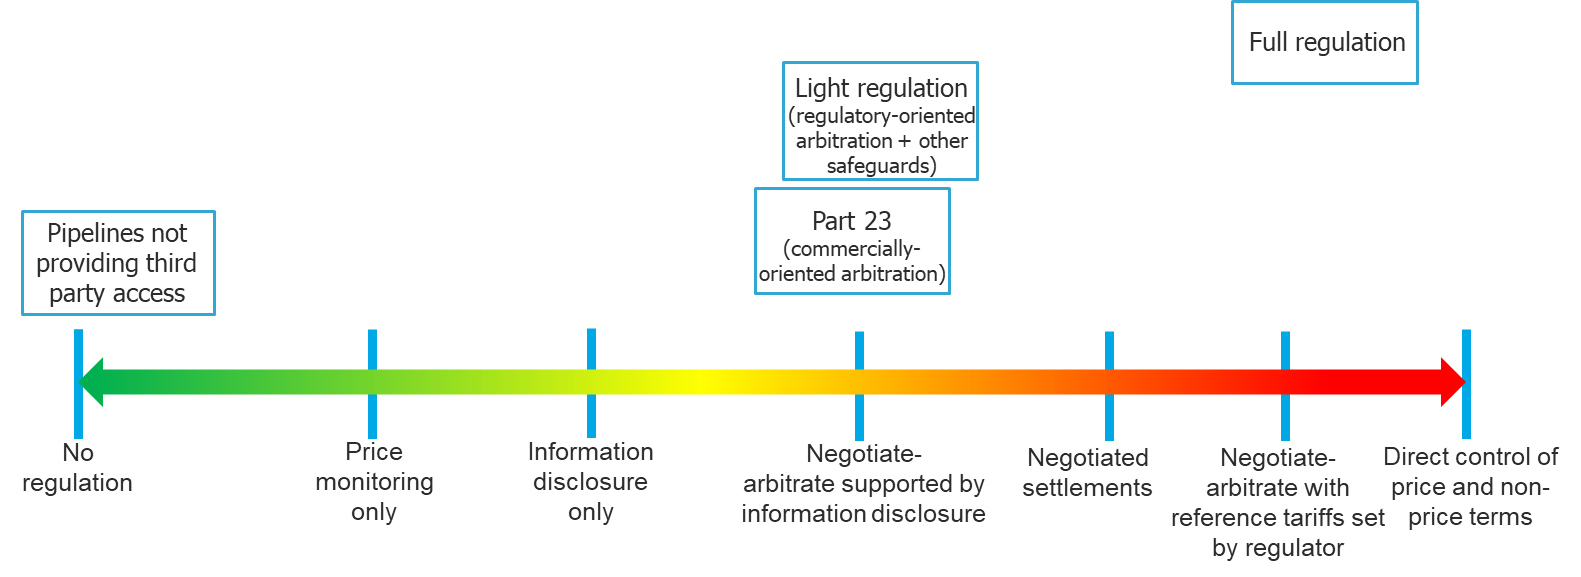 Full regulation
Light regulation
(regulatory-oriented
arbitration + other
safeguards)
Part 23
(commercially-
oriented arbitration)
Pipelines not
providing third
party access
No
regulation
Price
monitoring
only
Information
disclosure
only
Negotiate-
arbitrate supported by
information disclosure
Negotiated
settlements
Negotiate-
arbitrate with
reference tariffs set
by regulator
Direct control of
price and non-
price terms